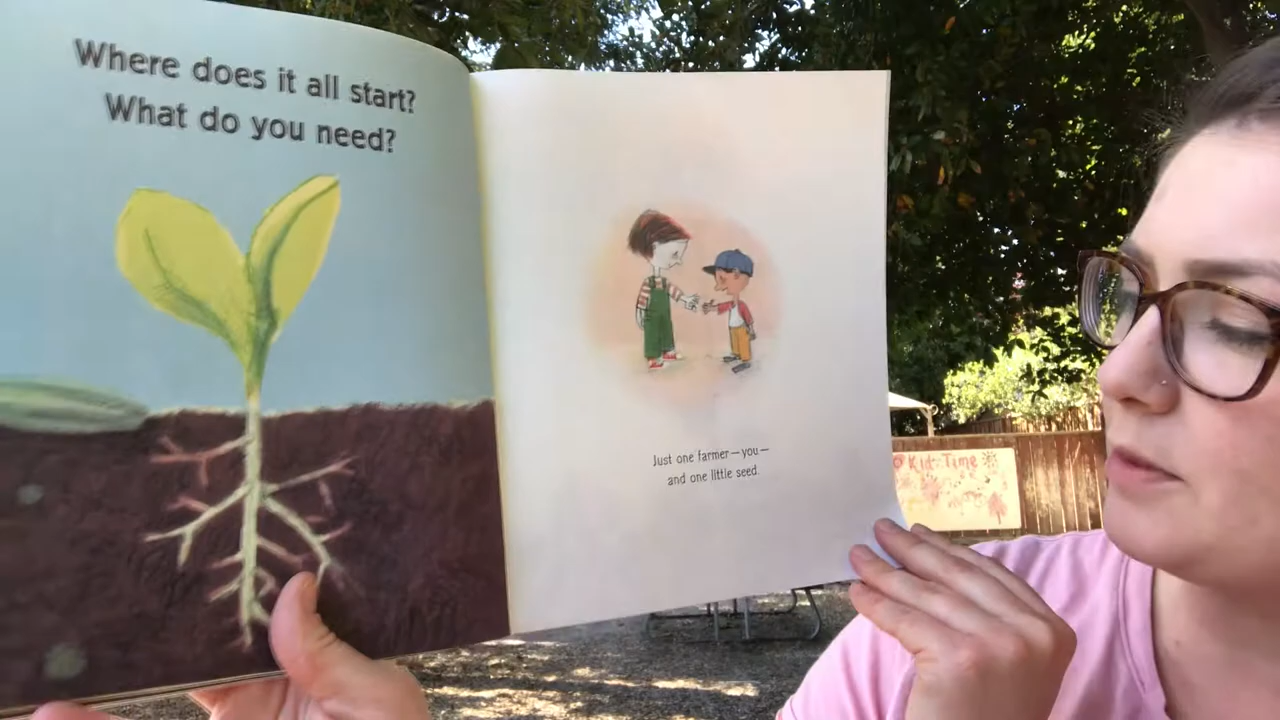 Where does it all start?
What do you need?
Just one farmer—you—
and one little seed.
Kid Time